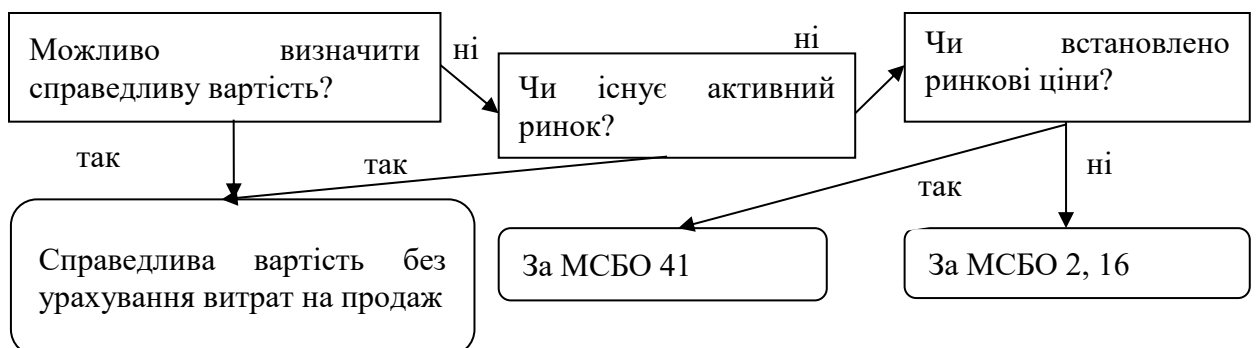 Можливо визначити
справедливу вартість?
ні
Чи існує активний
ринок?
ні
Чи встановлено
ринкові ціни?
так
так
так
ні
Справедлива вартість без
урахування витрат на продаж
За МСБО 41
За МСБО 2, 16